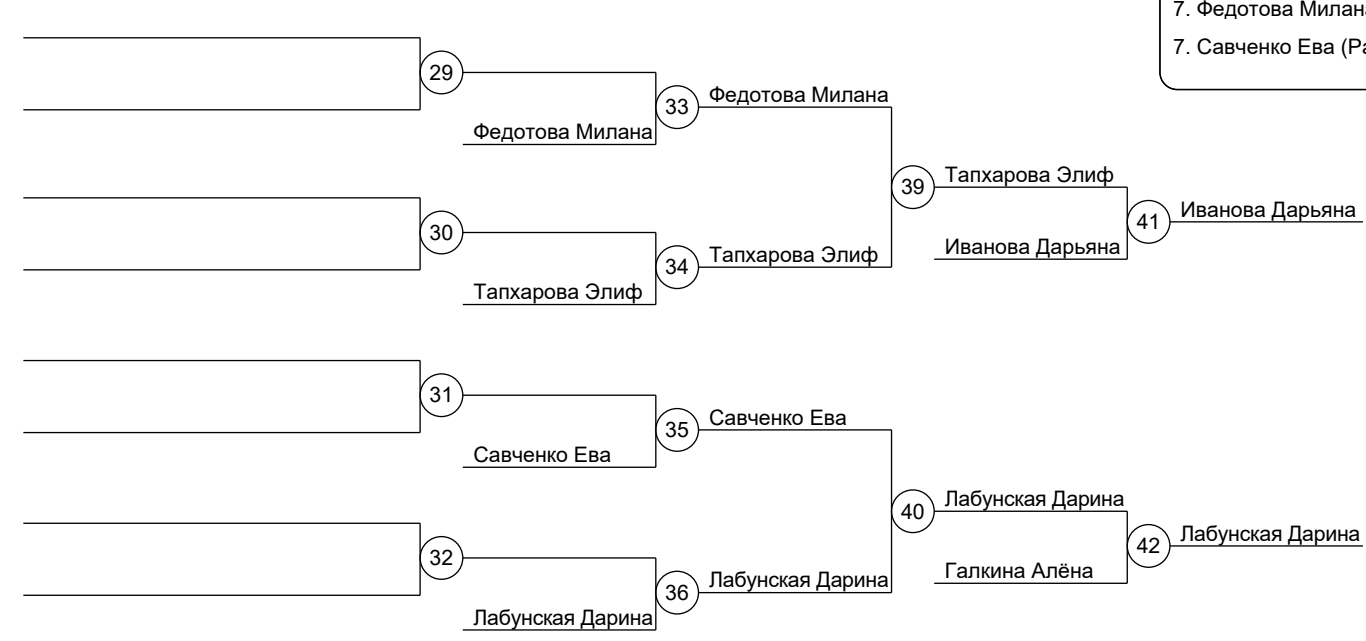 7. Федотова Милана
7. Савченко Ева
29
33
Федотова Милана
Федотова Милана
39
Тапхарова Элиф
41
Иванова Дарьяна
Иванова Дарьяна
30
34
Тапхарова Элиф
Тапхарова Элиф
31
35
Савченко Ева
Савченко Ева
40
Лабунская Дарина
42
Лабунская Дарина
Галкина Алёна
32
36
Лабунская Дарина
Лабунская Дарина